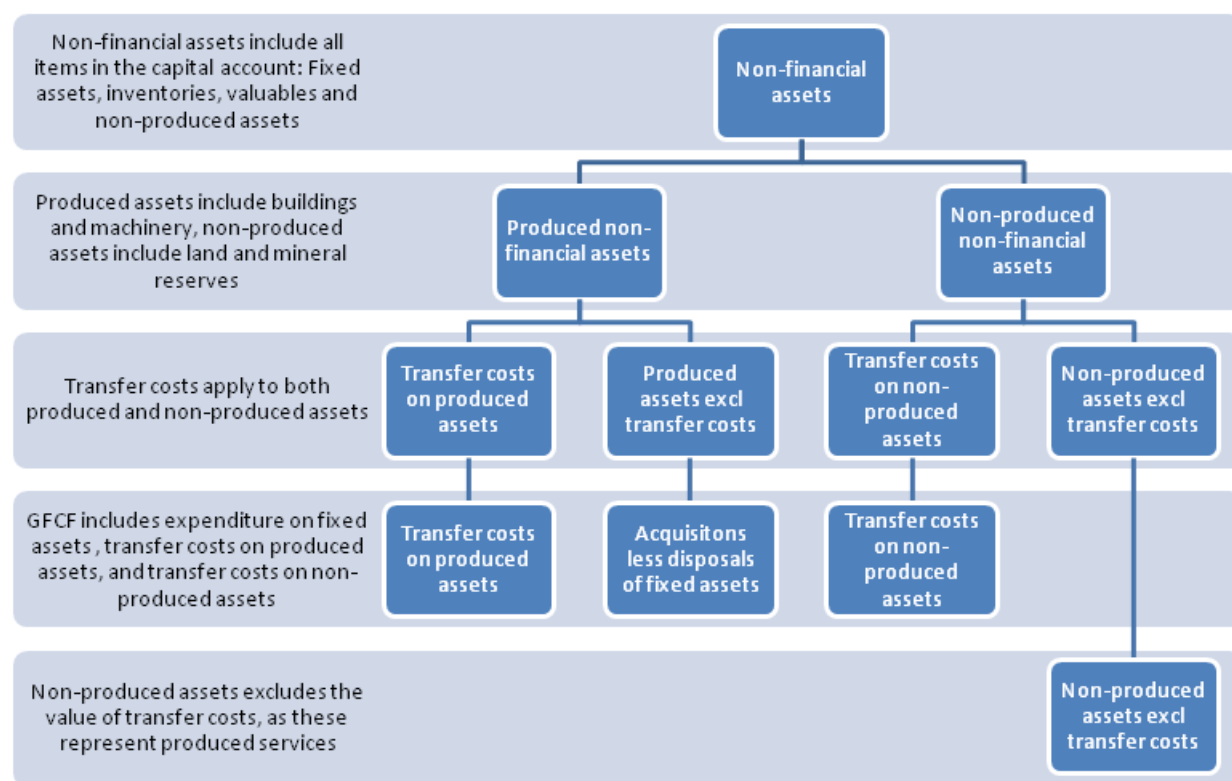 Non-financial assets include all
items in the capital account: Fixed
assets, inventories, valuables and
non-produced assets
Non-financial
assets
Produced assets include buildings
and machinery, non-produced
assets include land and mineral
reserves
Produced non-
financial assets
Non-produced
non-financial
assets
Transfer costs apply to both
produced and non-produced assets
Transfer costs
on produced
assets
Produced
assets excl
transfer costs
Transfer costs
on non-
produced
assets
Non-produced
assets excl
transfer costs
GFCF includes expenditure on fixed
assets , transfer costs on produced
assets, and transfer costs on non-
produced assets
Transfer costs
on produced
assets
Acquisitons
less disposals
of fixed assets
Transfer costs
on non-
produced
assets
Non-produced assets excludes the
value of transfer costs, as these
represent produced services
Non-produced
assets excl
transfer costs